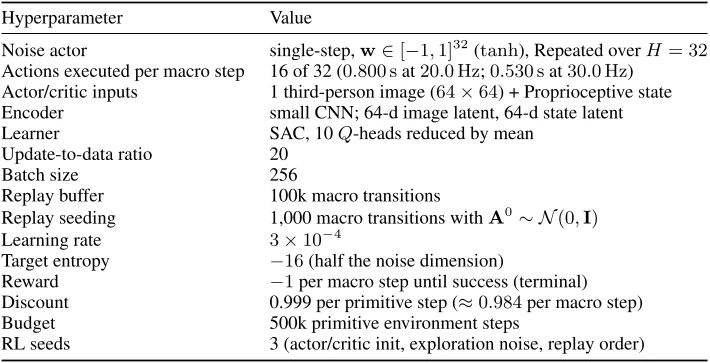 Hyperparameter Value
Noise actor single-step, w ∈ [−1, 1]^32 (tanh), Repeated over H = 32
Actions executed per macro step 16 of 32 (0.800 s at 20.0 Hz; 0.530 s at 30.0 Hz)
Actor/critic inputs 1 third-person image (64 × 64) + Proprioceptive state
Encoder small CNN; 64-d image latent, 64-d state latent
Learner SAC, 10 Q-heads reduced by mean
Update-to-data ratio 20
Batch size 256
Replay buffer 100k macro transitions
Replay seeding 1,000 macro transitions with A^0 ∼ N(0, I)
Learning rate 3 × 10^−4
Target entropy −16 (half the noise dimension)
Reward −1 per macro step until success (terminal)
Discount 0.999 per primitive step (≈ 0.984 per macro step)
Budget 500k primitive environment steps
RL seeds 3 (actor/critic init, exploration noise, replay order)